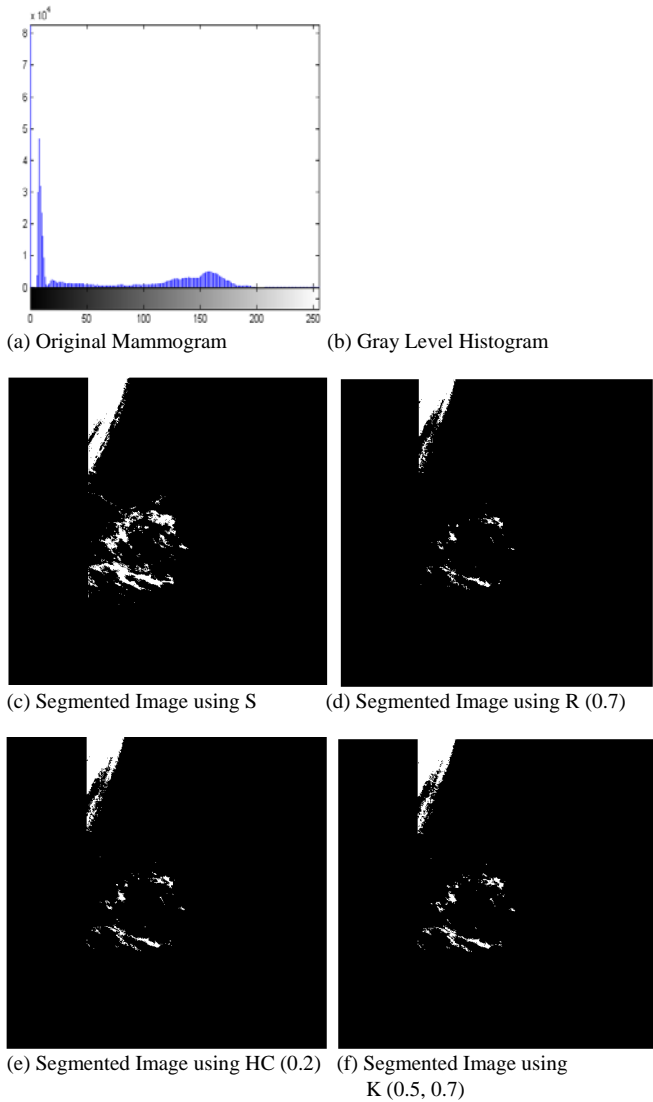 x 10⁴
8
7
6
5
4
3
2
1
0
0 50 100 150 200 250
(a) Original Mammogram (b) Gray Level Histogram
(c) Segmented Image using S (d) Segmented Image using R (0.7)
(e) Segmented Image using HC (0.2) (f) Segmented Image using
K (0.5, 0.7)